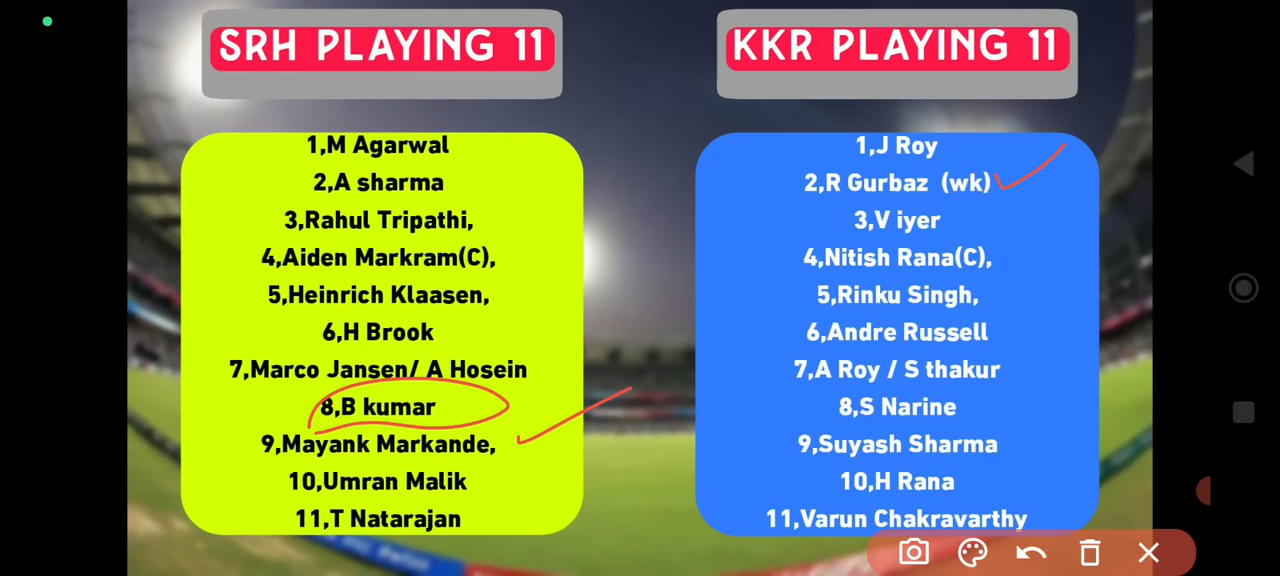 SRH PLAYING 11
1,M Agarwal
2,A sharma
3,Rahul Tripathi,
4,Aiden Markram(C),
5,Heinrich Klaasen,
6,H Brook
7,Marco Jansen/ A Hosein
8,B kumar
9,Mayank Markande,
10,Umran Malik
11,T Natarajan
KKR PLAYING 11
1,J Roy
2,R Gurbaz (wk)
3,V iyer
4,Nitish Rana(C),
5,Rinku Singh,
6,Andre Russell
7,A Roy / S thakur
8,S Narine
9,Suyash Sharma
10,H Rana
11,Varun Chakravarthy